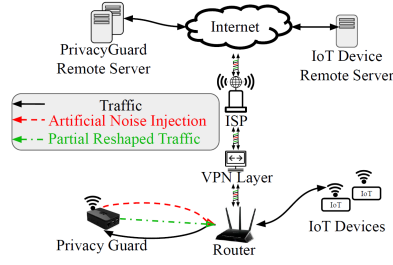 Internet
PrivacyGuard
Remote Server
IoT Device
Remote Server
Traffic
Artificial Noise Injection
Partial Reshaped Traffic
ISP
VPN Layer
IoT
IoT
IoT Devices
Privacy Guard
Router